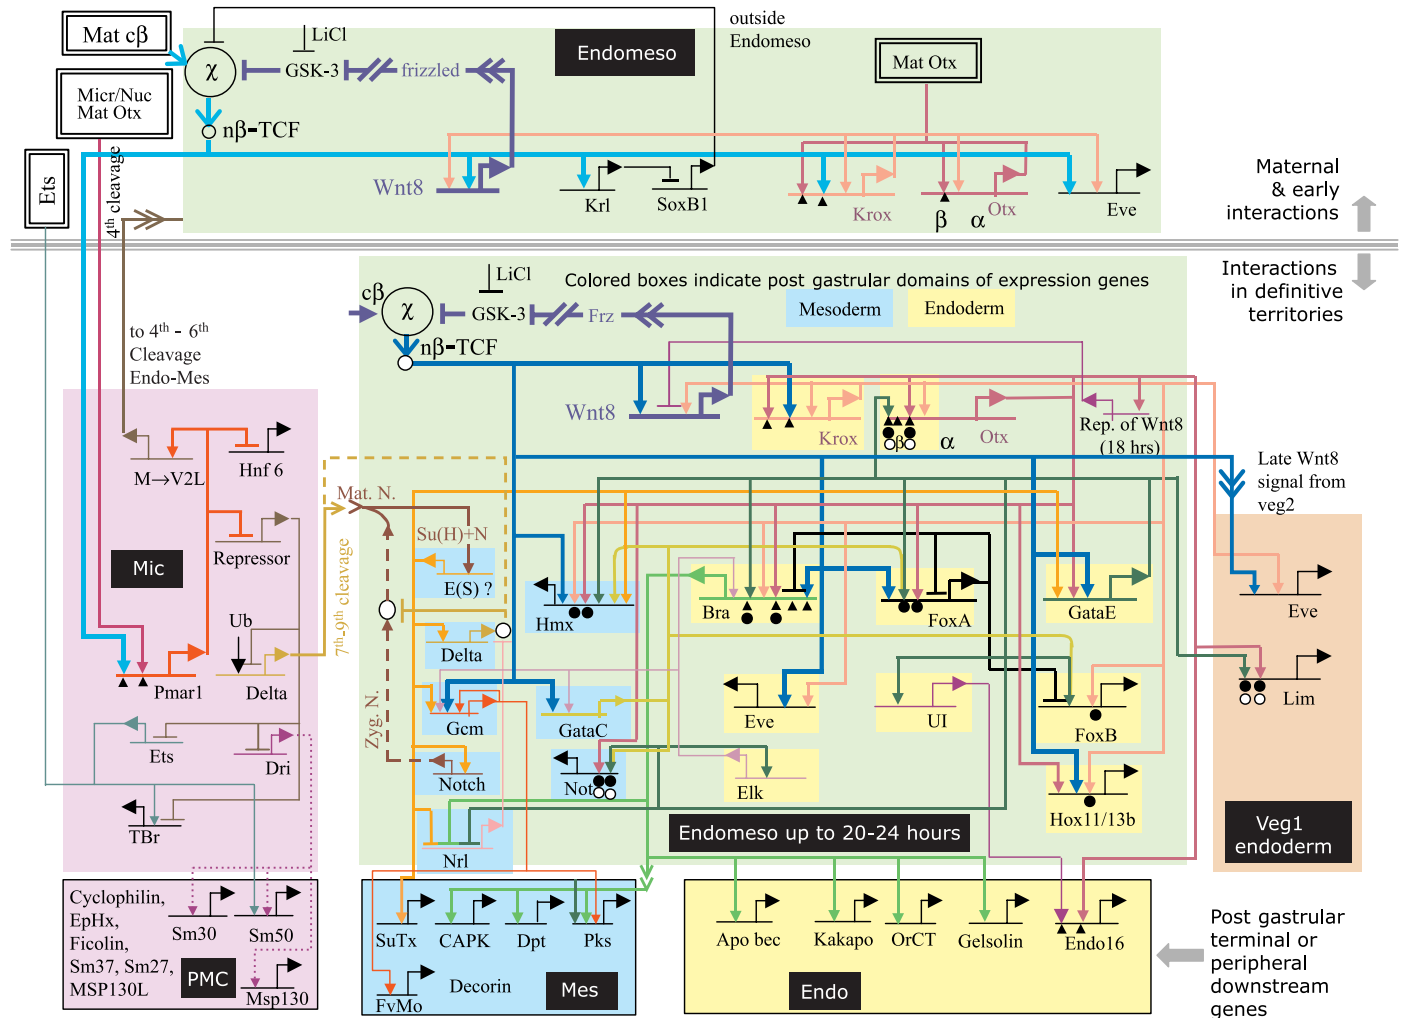 Mat cβ
χ
LiCl
GSK-3
frizzled
Endomeso
outside
Endomeso
Mat Otx
Micr/Nuc
Mat Otx
nβ-TCF
Ets
4th cleavage
Wnt8
Krl
SoxB1
Krox
β
α
Otx
Eve
Maternal
& early
interactions
Interactions
in definitive
territories
cβ
χ
LiCl
GSK-3
Frz
Colored boxes indicate post gastrular domains of expression genes
Mesoderm
Endoderm
nβ-TCF
to 4th - 6th
Cleavage
Endo-Mes
Wnt8
Krox
β
α
Otx
Rep. of Wnt8
(18 hrs)
M→V2L
Hnf 6
Mat. N.
Late Wnt8
signal from
veg2
Su(H)+N
Mic
Repressor
E(S) ?
7th-9th cleavage
Hmx
Bra
FoxA
GataE
Eve
Ub
Pmar1
Delta
Delta
Lim
Zyg. N.
Gcm
GataC
Eve
UI
FoxB
Ets
Dri
Notch
Not
Elk
TBr
Hox11/13b
Nrl
Endomeso up to 20-24 hours
Veg1
endoderm
Cyclophilin,
EpHx,
Ficolin,
Sm37, Sm27,
MSP130L
PMC
Sm30
Sm50
Msp130
SuTx
CAPK
Dpt
Pks
FvMo
Decorin
Mes
Apo bec
Kakapo
OrCT
Gelsolin
Endo16
Endo
Post gastrular
terminal or
peripheral
downstream
genes